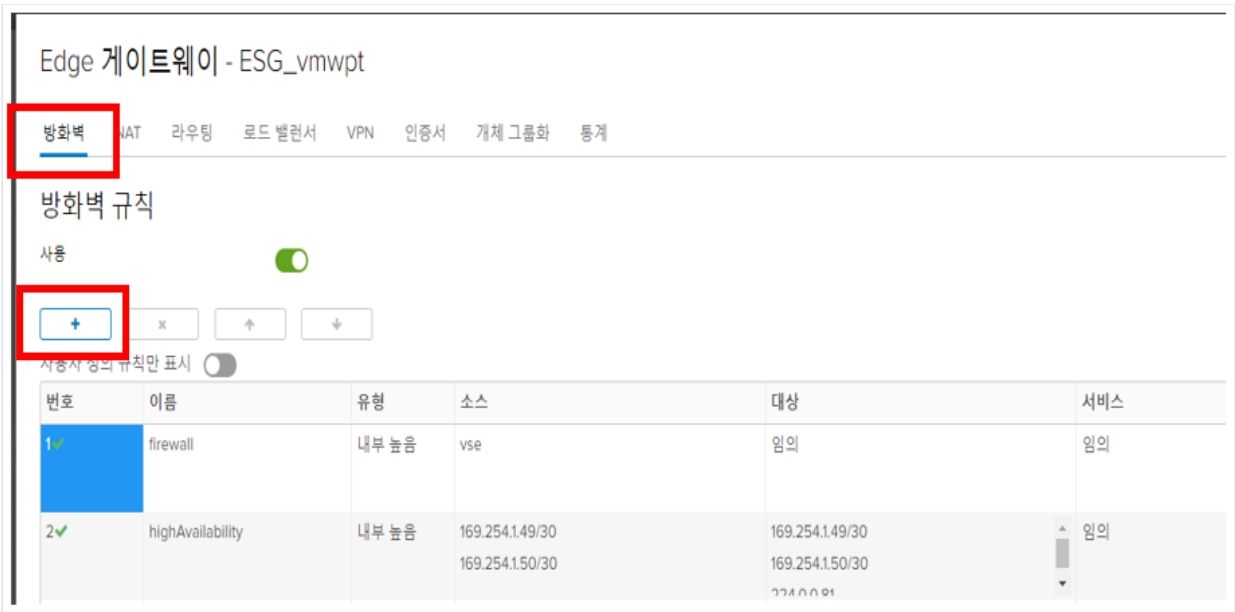 Edge 게이트웨이 - ESG_vmwpt
방화벽 NAT 라우팅 로드 밸런서 VPN 인증서 개체 그룹화 통계
방화벽 규칙
사용
사용자 정의 규칙만 표시
번호 이름 유형 소스 대상 서비스
1 firewall 내부 높음 vse 임의 임의
2 highAvailability 내부 높음 169.254.1.49/30 169.254.1.49/30 임의
169.254.1.50/30 169.254.1.50/30
224.0.0.81